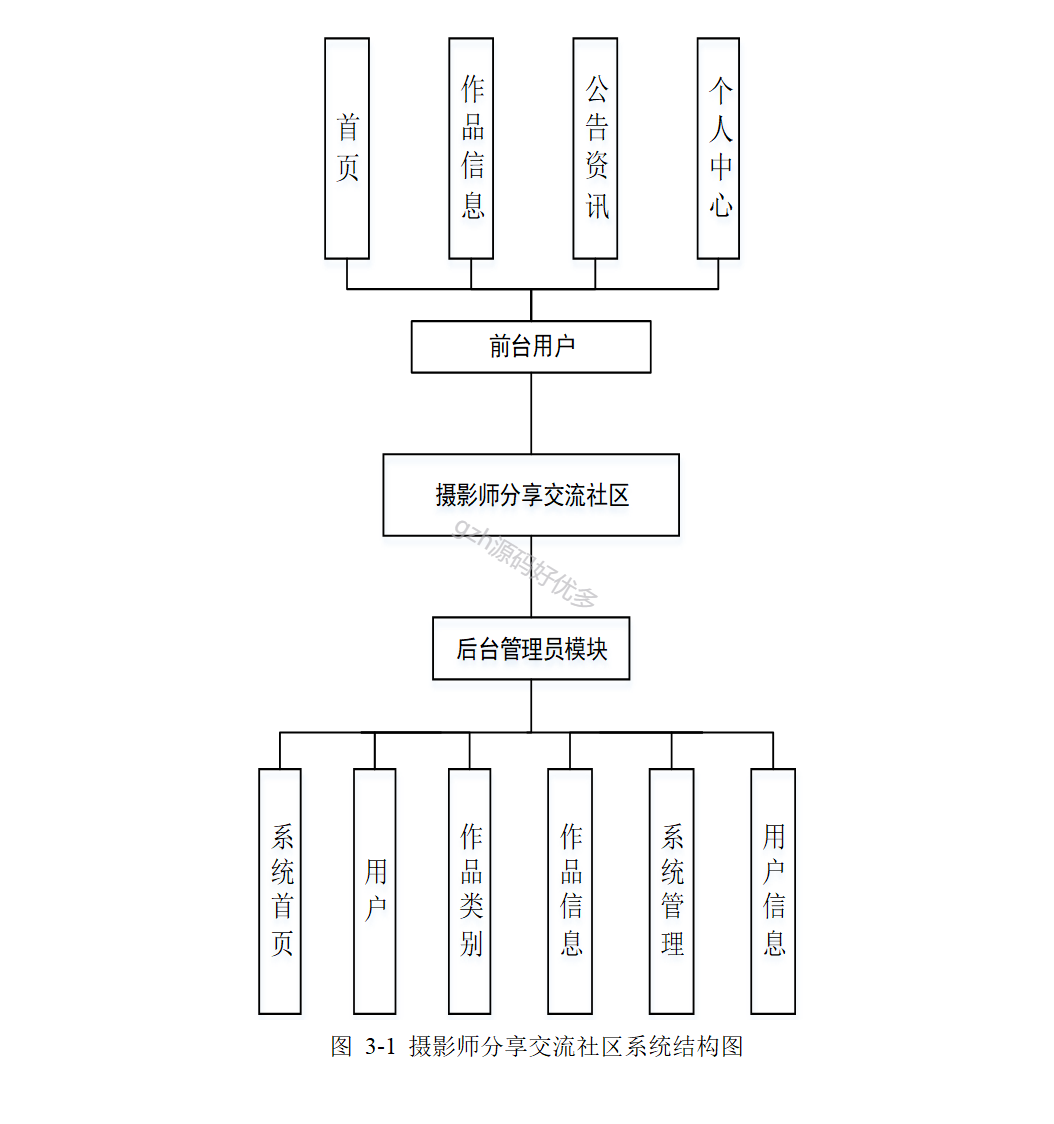 首页
作品信息
公告资讯
个人中心
前台用户
摄影师分享交流社区
gzh源码好优多
后台管理员模块
系统首页
用户
作品类别
作品信息
系统管理
用户信息
图 3-1 摄影师分享交流社区系统结构图